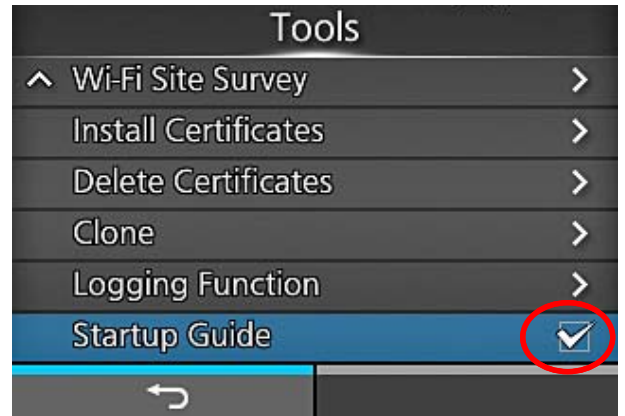 Tools
Wi-Fi Site Survey
Install Certificates
Delete Certificates
Clone
Logging Function
Startup Guide